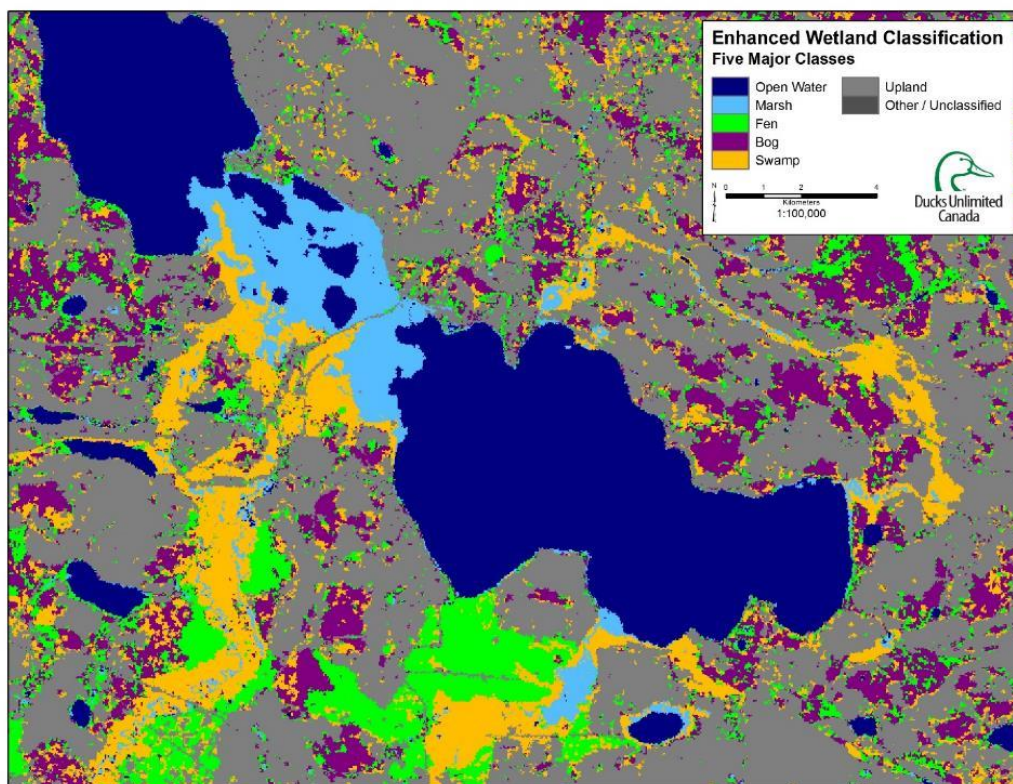 Enhanced Wetland Classification
Five Major Classes
Open Water
Marsh
Fen
Bog
Swamp
Upland
Other / Unclassified
N
0 1 2 4
Kilometers
1:100,000
Ducks Unlimited
Canada